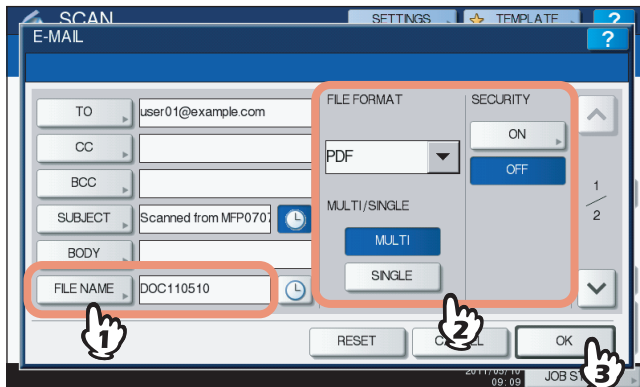 SCAN SETTINGS TEMPLATE ?
E-MAIL ?
TO user01@example.com
CC
BCC
SUBJECT Scanned from MFP0707
BODY
FILE NAME DOC110510
FILE FORMAT
PDF
MULTI/SINGLE
MULTI
SINGLE
SECURITY
ON
OFF
1
2
RESET
OK
1
2
3
09:09 JOB